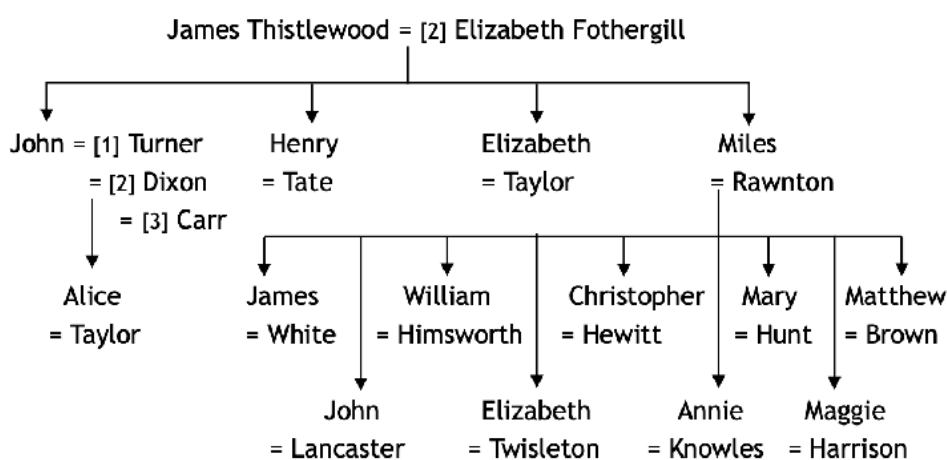 James Thistlewood = [2] Elizabeth Fothergill
John = [1] Turner
= [2] Dixon
= [3] Carr
Henry
= Tate
Elizabeth
= Taylor
Miles
= Rawnton
Alice
= Taylor
James
= White
William
= Himsworth
Christopher
= Hewitt
Mary
= Hunt
Matthew
= Brown
John
= Lancaster
Elizabeth
= Twisleton
Annie
= Knowles
Maggie
= Harrison